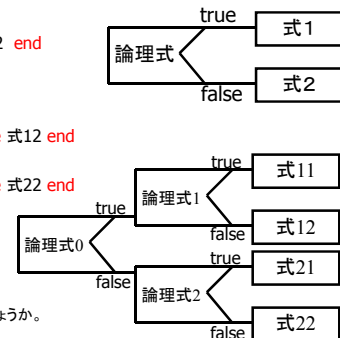 true
2 end
式1
論理式
式2
false
式12 end
true
式11
式22 end
論理式1
true
式12
false
論理式0
true
式21
false
論理式2
ょうか。
式22
false